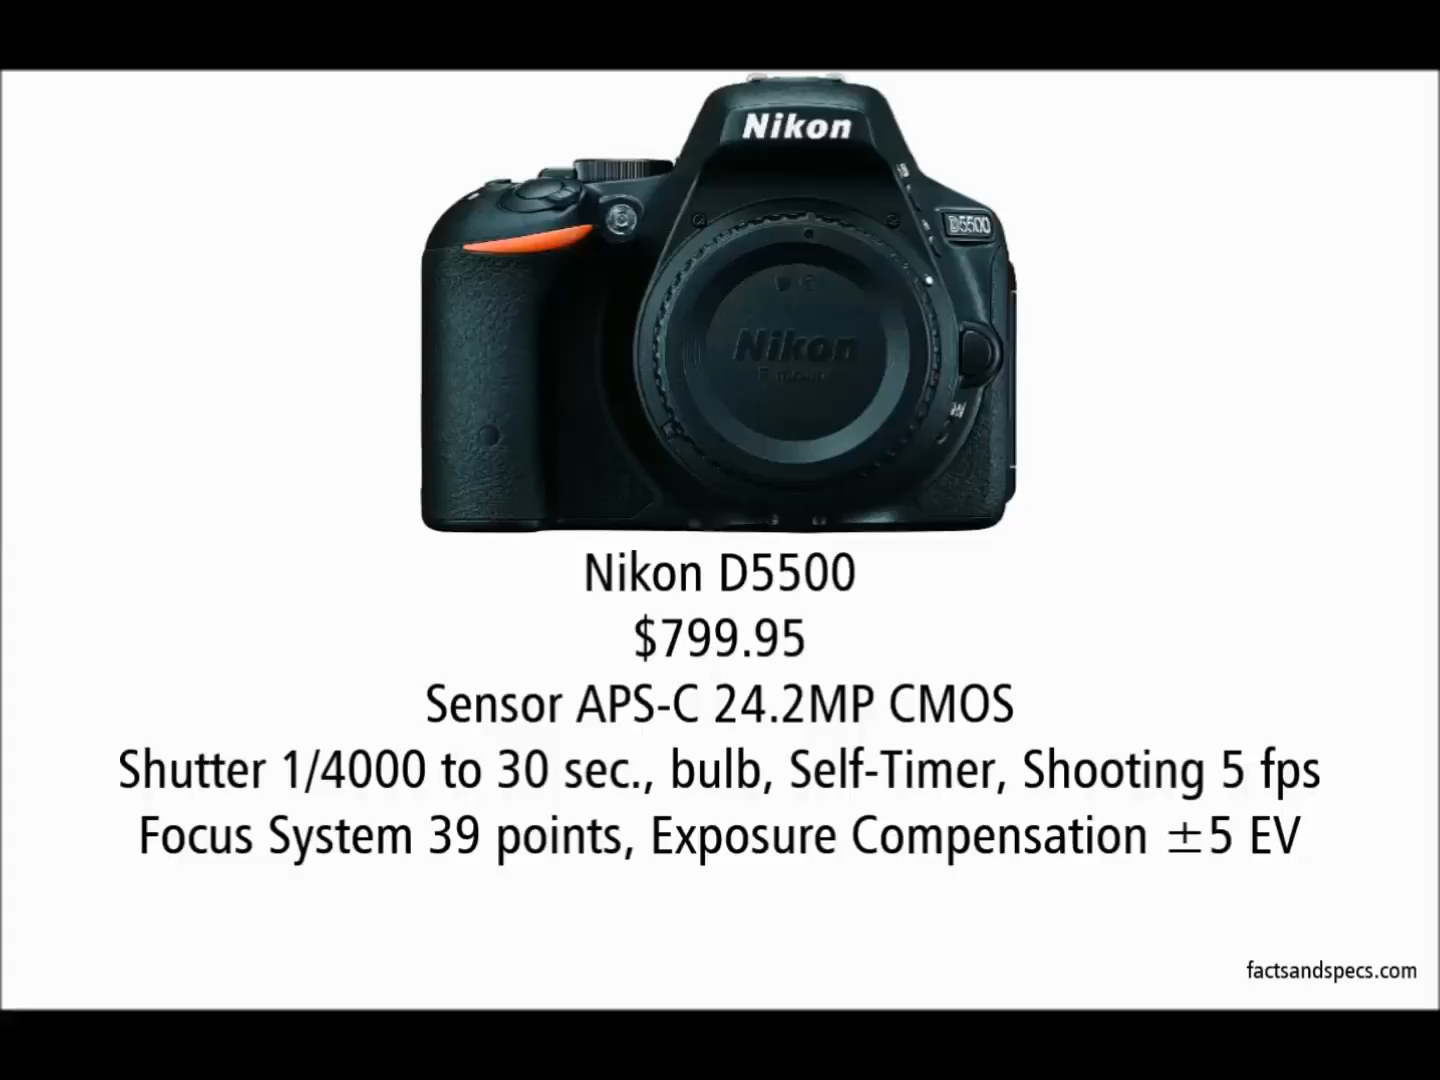 Nikon
D5500
Nikon
Nikon D5500
$799.95
Sensor APS-C 24.2MP CMOS
Shutter 1/4000 to 30 sec., bulb, Self-Timer, Shooting 5 fps
Focus System 39 points, Exposure Compensation ±5 EV
factsandspecs.com